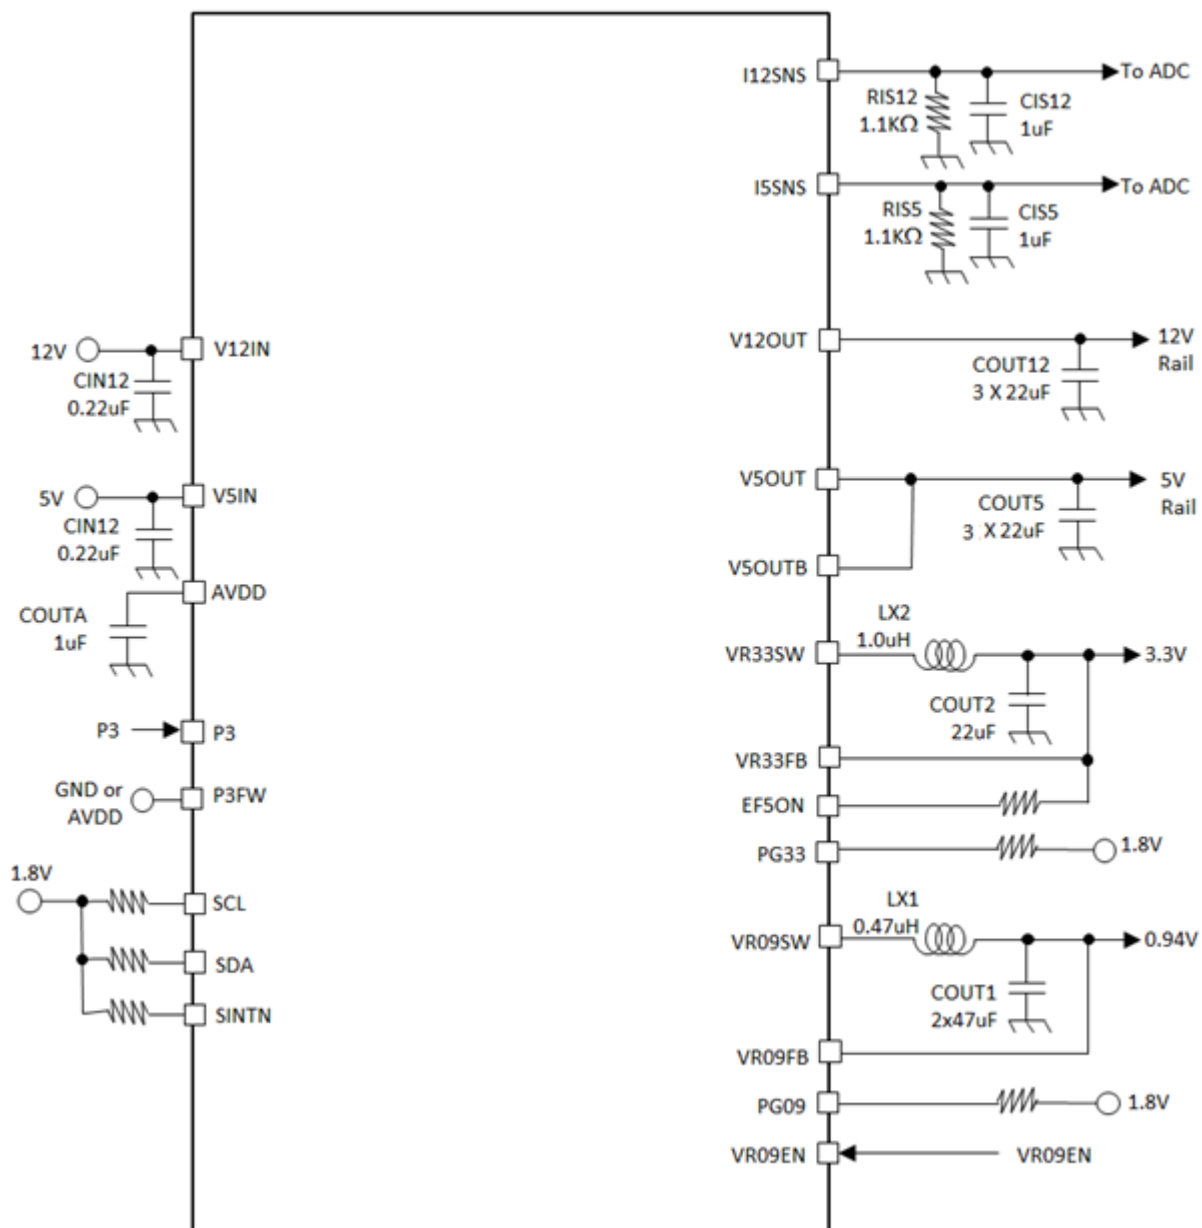 I12SNS
To ADC
RIS12
1.1KΩ
CIS12
1uF
I5SNS
To ADC
RIS5
1.1KΩ
CIS5
1uF
12V
V12IN
CIN12
0.22uF
V12OUT
12V
Rail
COUT12
3 X 22uF
5V
V5IN
CIN12
0.22uF
V5OUT
5V
Rail
COUT5
3 X 22uF
V5OUTB
AVDD
COUTA
1uF
VR33SW
LX2
1.0uH
3.3V
COUT2
22uF
P3
P3
VR33FB
GND or
AVDD
P3FW
EF5ON
PG33
1.8V
1.8V
SCL
SDA
SINTN
LX1
0.47uH
VR09SW
0.94V
COUT1
2x47uF
VR09FB
PG09
1.8V
VR09EN
VR09EN